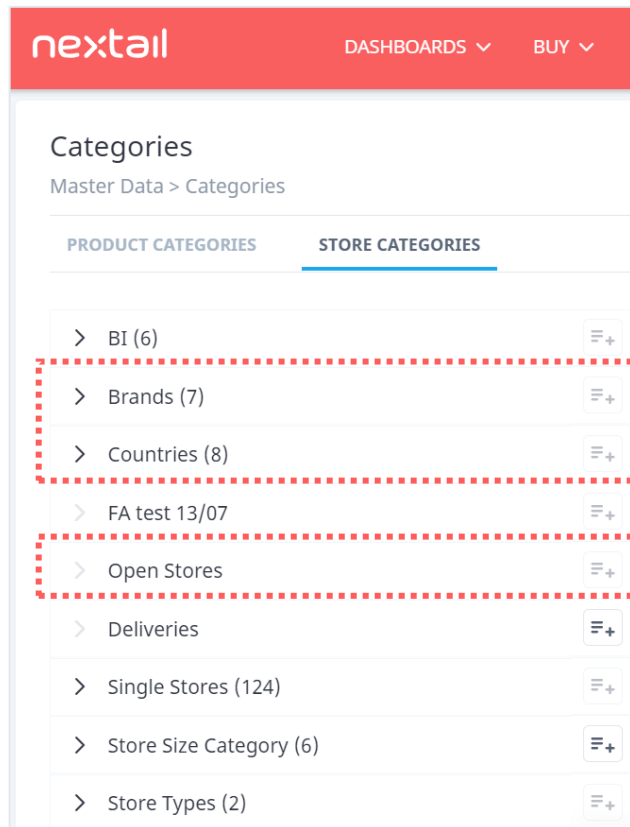 nextail
DASHBOARDS BUY
Categories
Master Data > Categories
PRODUCT CATEGORIES STORE CATEGORIES
BI (6)
Brands (7)
Countries (8)
FA test 13/07
Open Stores
Deliveries
Single Stores (124)
Store Size Category (6)
Store Types (2)